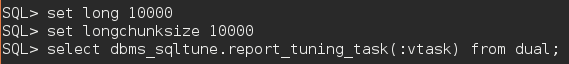 SQL> set long 10000
SQL> set longchunksize 10000
SQL> select dbms_sqltune.report_tuning_task(:vtask) from dual;